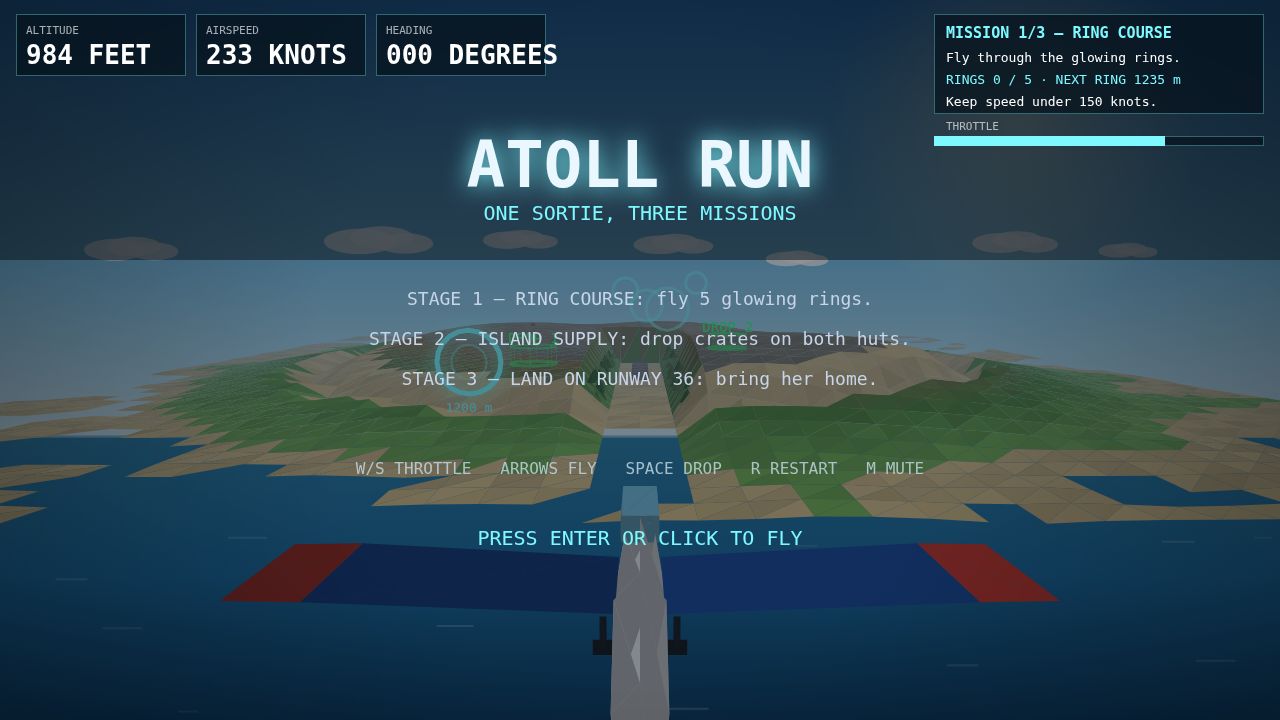 ALTITUDE
984 FEET
AIRSPEED
233 KNOTS
HEADING
000 DEGREES
MISSION 1/3 — RING COURSE
Fly through the glowing rings.
RINGS 0 / 5 · NEXT RING 1235 m
Keep speed under 150 knots.
THROTTLE
ATOLL RUN
ONE SORTIE, THREE MISSIONS
STAGE 1 — RING COURSE: fly 5 glowing rings.
DROP
STAGE 2 — ISLAND SUPPLY: drop crates on both huts.
STAGE 3 — LAND ON RUNWAY 36: bring her home.
1200 m
W/S THROTTLE ARROWS FLY SPACE DROP R RESTART M MUTE
PRESS ENTER OR CLICK TO FLY